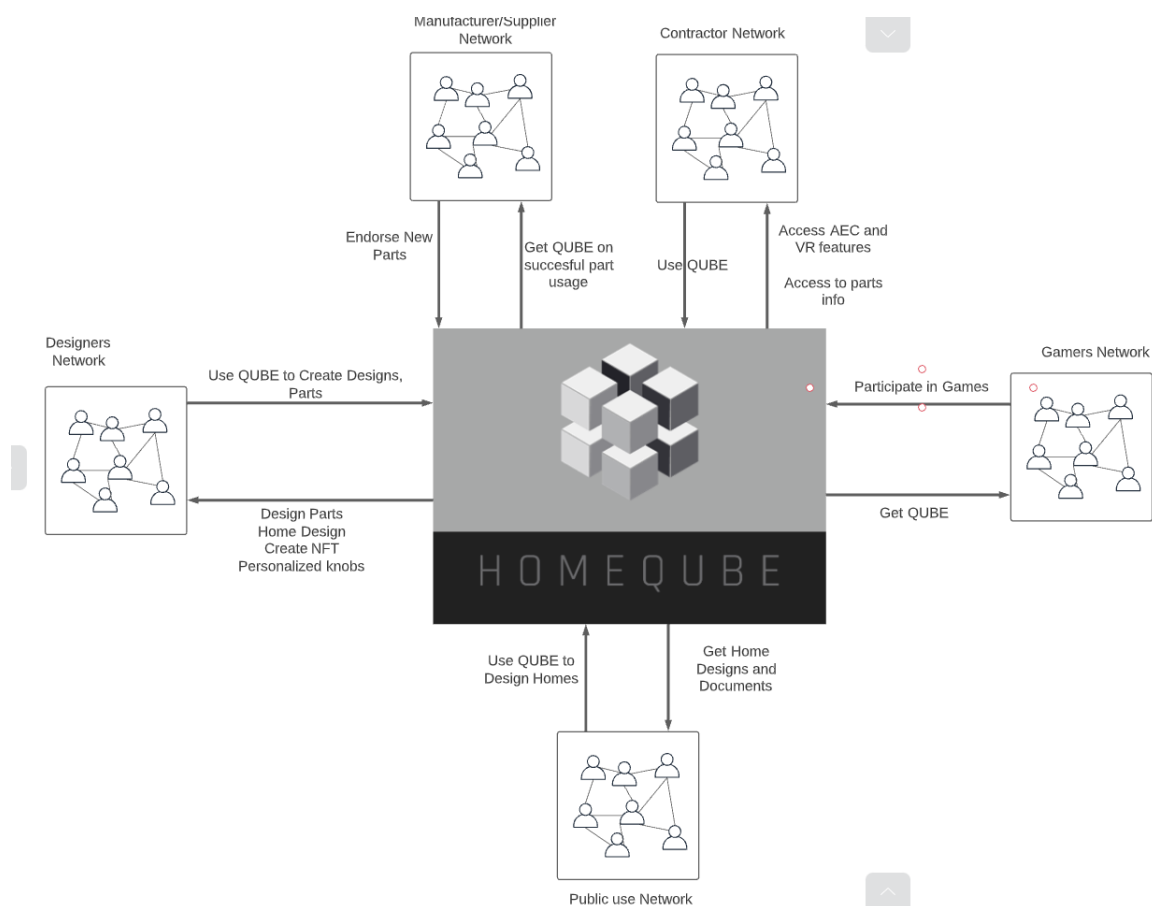 Manufacturer/Supplier
Network
Contractor Network
Endorse New
Parts
Get QUBE on
succesful part
usage
Use QUBE
Access AEC and
VR features
Access to parts
info
Designers
Network
Use QUBE to Create Designs,
Parts
Gamers Network
Participate in Games
Get QUBE
Design Parts
Home Design
Create NFT
Personalized knobs
HOMEQUBE
Use QUBE to
Design Homes
Get Home
Designs and
Documents
Public use Network